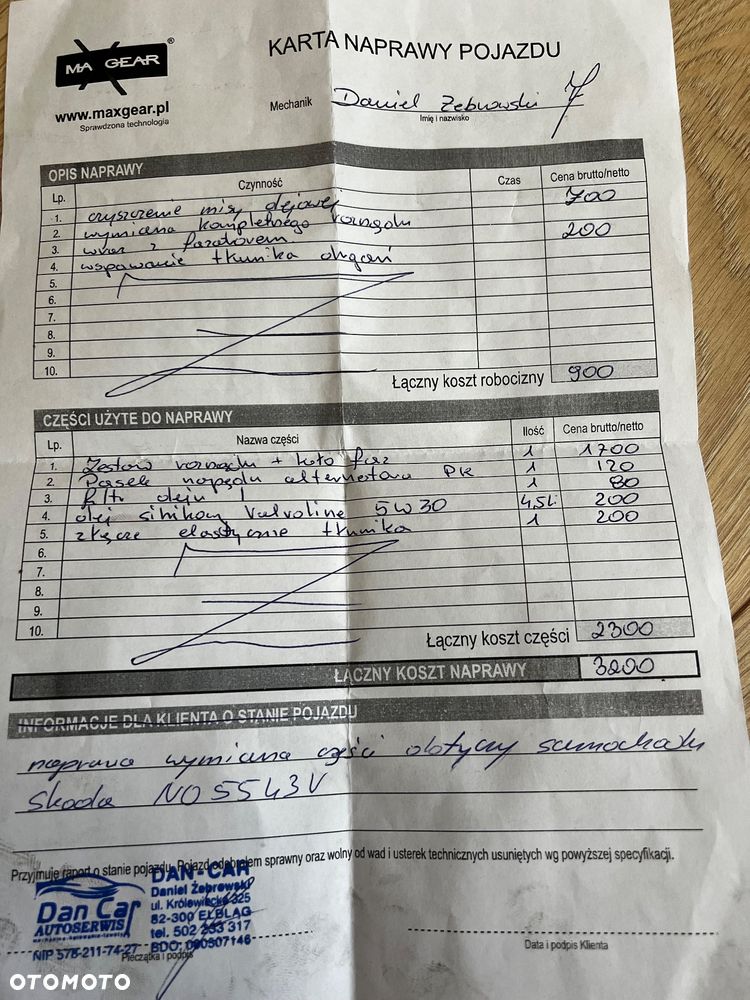 MA GEAR ®
www.maxgear.pl
Sprawdzona technologia
KARTA NAPRAWY POJAZDU
Mechanik Daniel Żebrowski
Imię i nazwisko
OPIS NAPRAWY
Lp. Czynność Czas Cena brutto/netto
1. czyszczenie misy olejowej 700
2. wymiana kompletnego rozrządu 200
3. wraz z
4. wspawanie tłumika drgań
5.
6.
7.
8.
9.
10.
Łączny koszt robocizny 900
CZĘŚCI UŻYTE DO NAPRAWY
Lp. Nazwa części Ilość Cena brutto/netto
1. Zestaw rozrządu + koło faz 1 1700
2. Pasek napędu alternatora PK 1 120
3. filtr oleju 1 80
4. olej silnikowy Valvoline 5W30 4,5L 200
5. złącze elastyczne tłumika 1 200
6.
7.
8.
9.
10.
Łączny koszt części 2300
ŁĄCZNY KOSZT NAPRAWY 3200
INFORMACJE DLA KLIENTA O STANIE POJAZDU
naprawa wymiana części dotyczy samochodu
Skoda NO5543V
Przyjmuję raport o stanie pojazdu. Pojazd odebrałem sprawny oraz wolny od wad i usterek technicznych usuniętych wg powyższej specyfikacji.
Dan Car
AUTOSERWIS
NIP 578-211-74-27
DAN-CAR
Daniel Żebrowski
ul. Królewiecka 325
82-300 ELBLĄG
tel. 502 233 317
BDO: 000507146
Pieczątka i podpis
Data i podpis Klienta
OTOMOTO